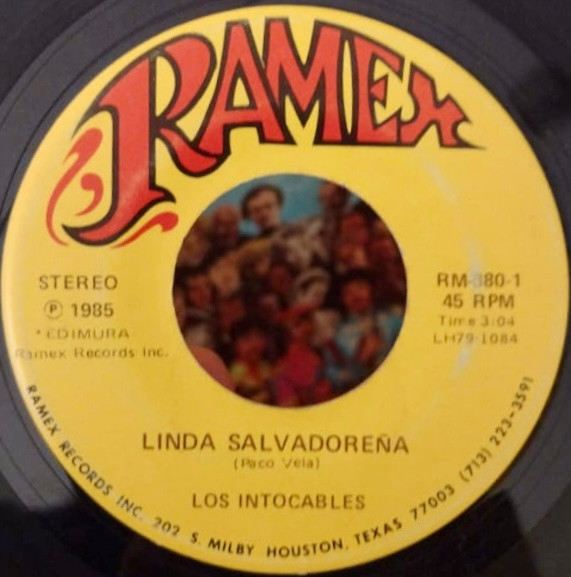 RAMEX
STEREO
Ⓟ 1985
* EDIMURA
Ramex Records Inc.
RM-380-1
45 RPM
Time 3:04
LH79-1084
LINDA SALVADOREÑA
(Paco Vela)
LOS INTOCABLES
RAMEX RECORDS INC. 202 S. MILBY HOUSTON, TEXAS 77003 (713) 223-3591